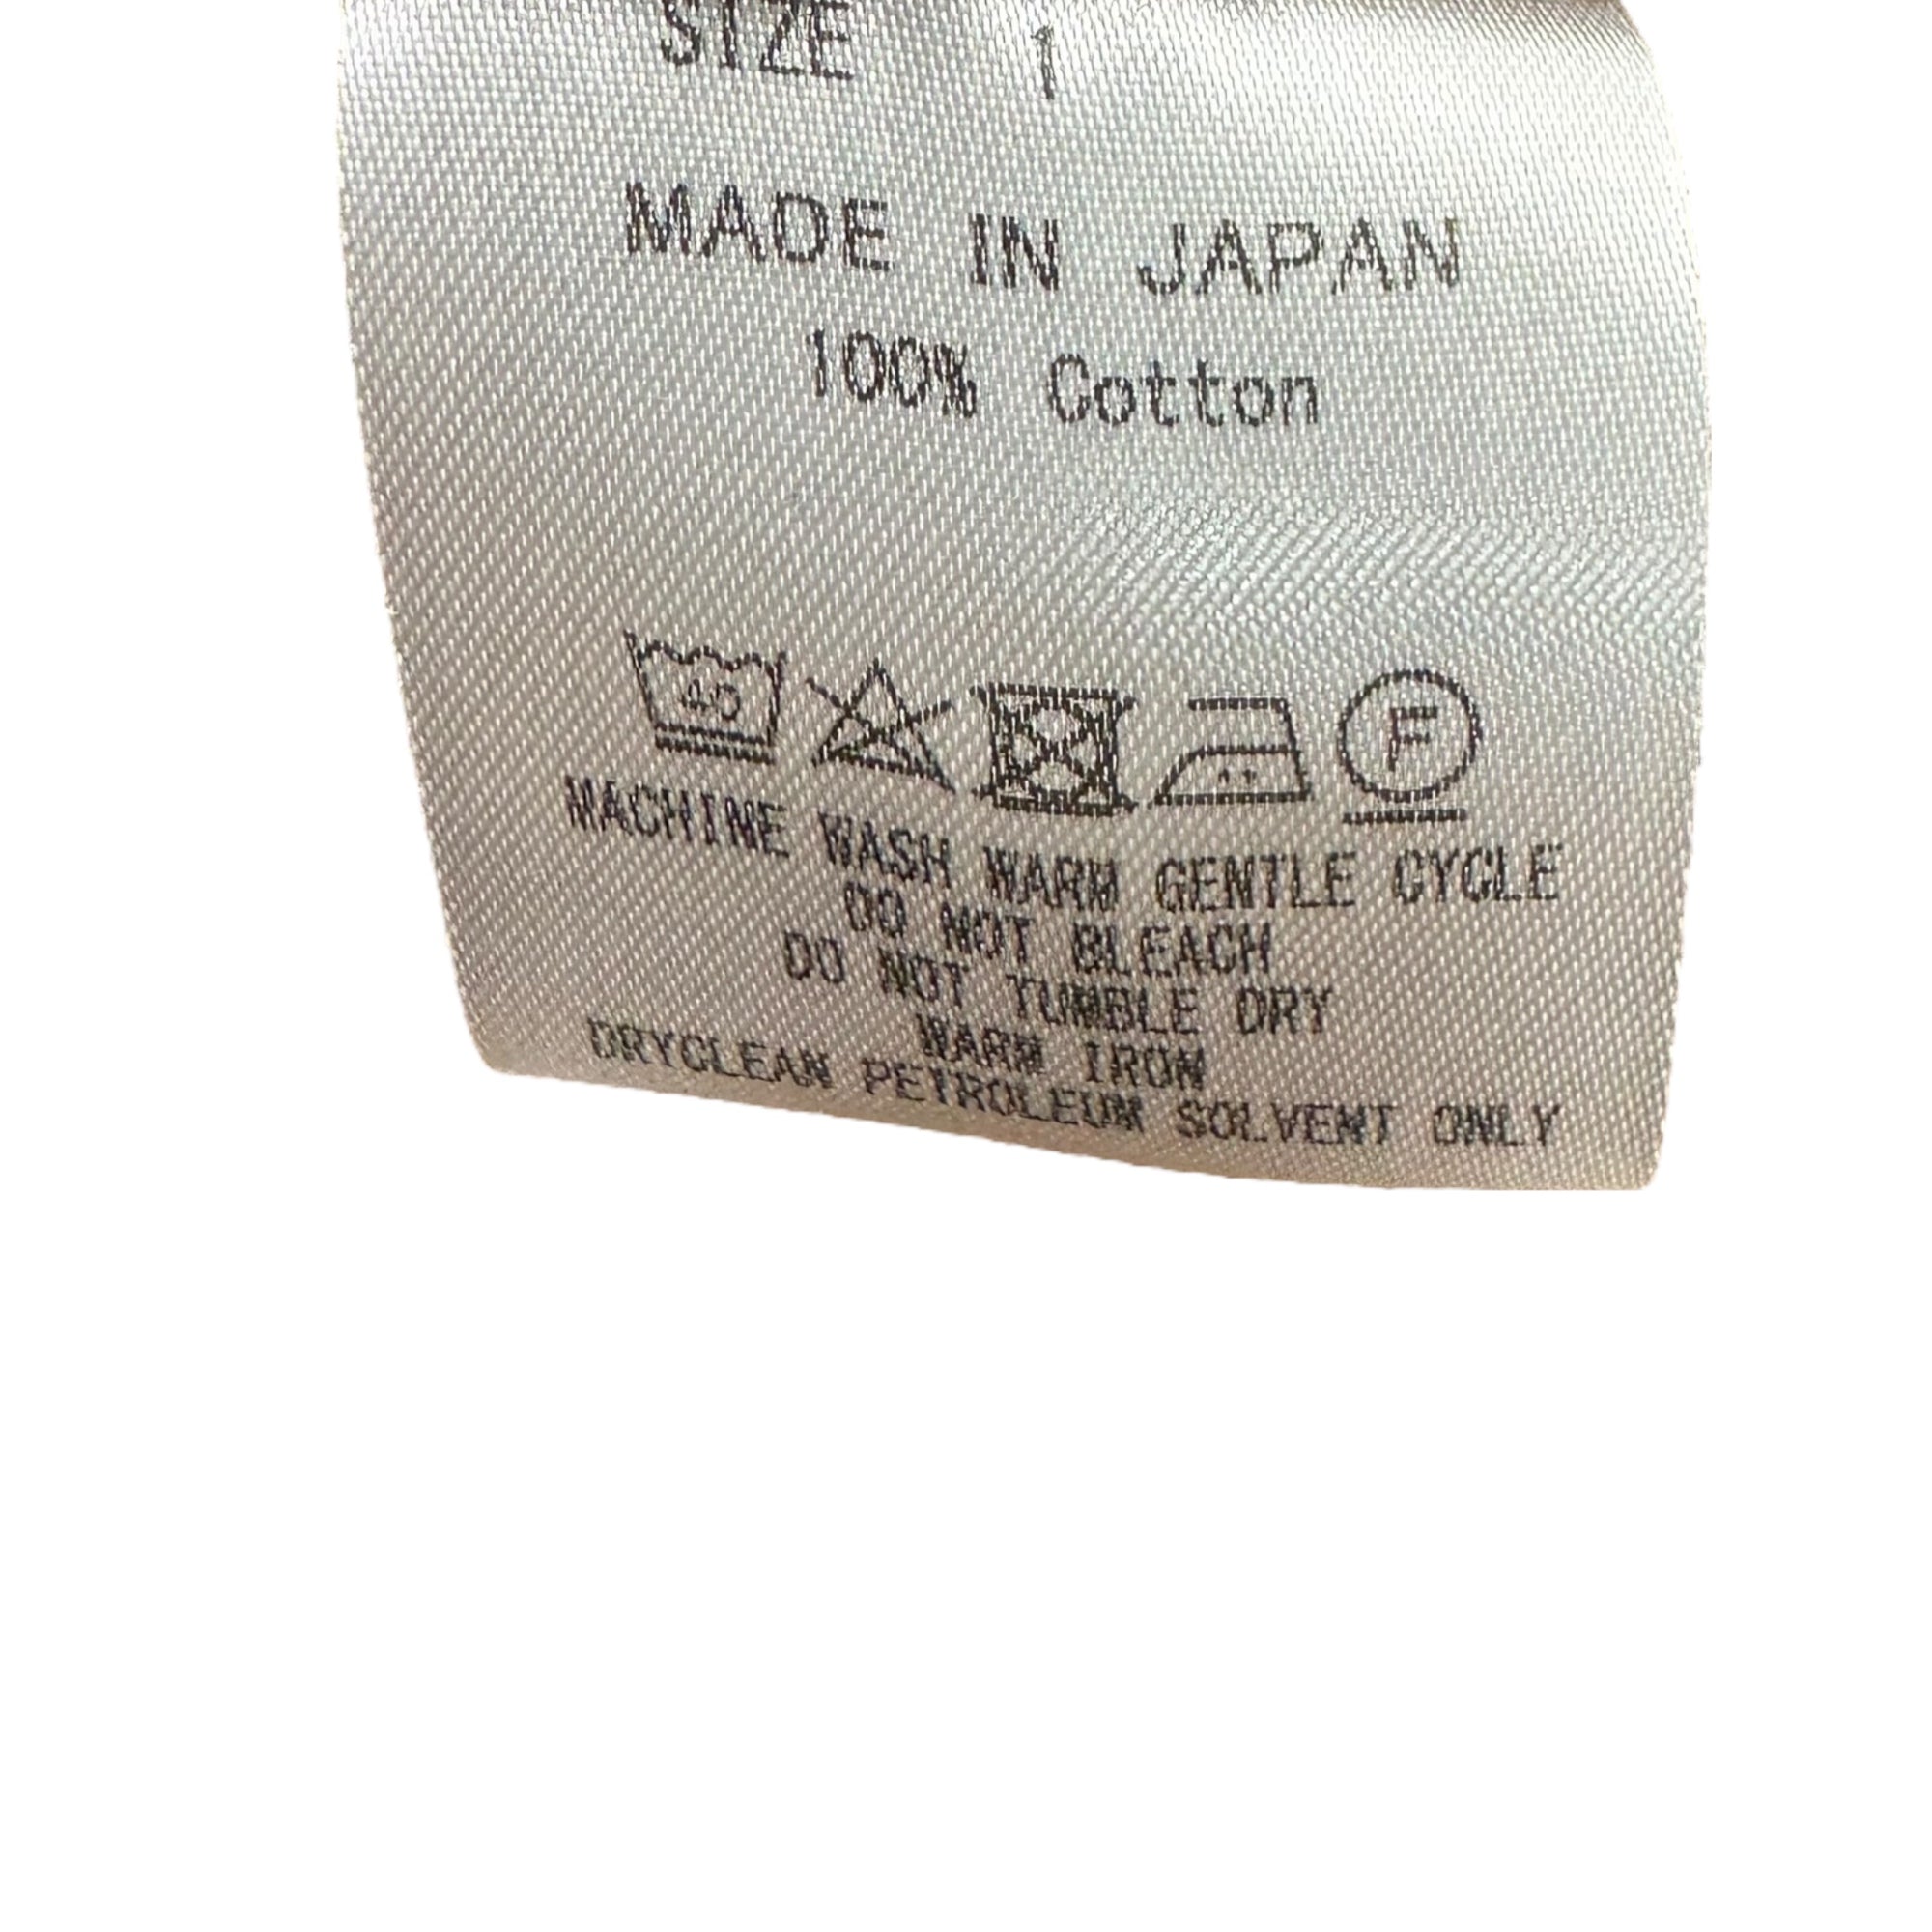 SIZE 1
MADE IN JAPAN
100% Cotton
F
MACHINE WASH WARM GENTLE CYCLE
DO NOT BLEACH
DO NOT TUMBLE DRY
WARM IRON
DRYCLEAN PETROLEUM SOLVENT ONLY